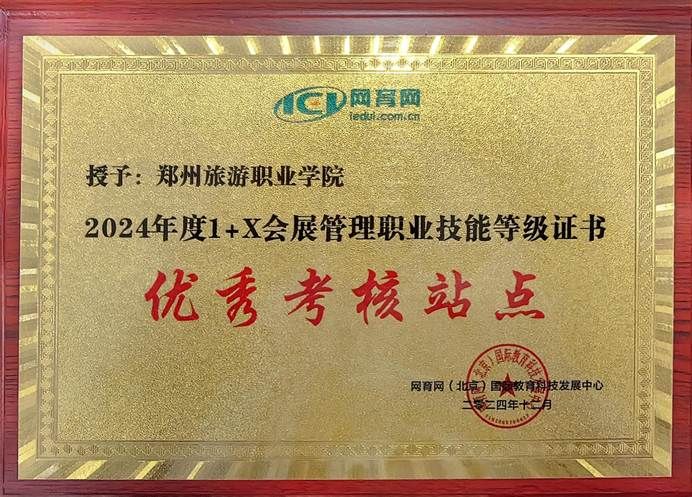 网育网
iedui.com.cn
授予：郑州旅游职业学院
2024年度1+X会展管理职业技能等级证书
优秀考核站点
网育网（北京）国际教育科技发展中心
二〇二四年十二月